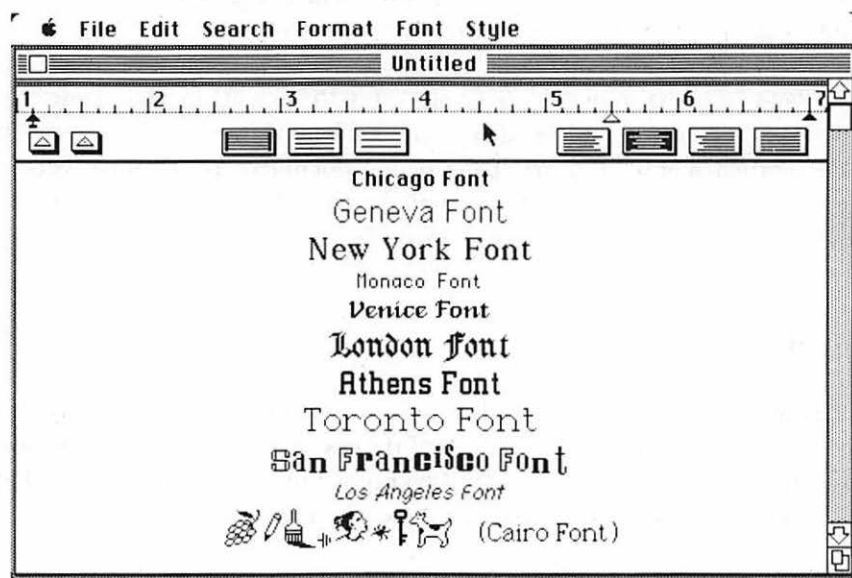 File Edit Search Format Font Style
Untitled
1 2 3 4 5 6 7
Chicago Font
Geneva Font
New York Font
Monaco Font
Venice Font
London Font
Athens Font
Toronto Font
San Francisco Font
Los Angeles Font
(Cairo Font)